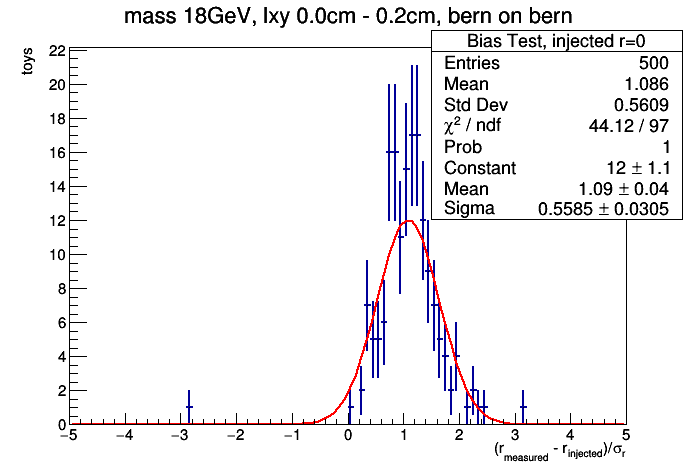 mass 18GeV, lxy 0.0cm - 0.2cm, bern on bern
Bias Test, injected r=0
Entries 500
Mean 1.086
Std Dev 0.5609
χ² / ndf 44.12 / 97
Prob 1
Constant 12 ± 1.1
Mean 1.09 ± 0.04
Sigma 0.5585 ± 0.0305
toys
22
20
18
16
14
12
10
8
6
4
2
0
−5 −4 −3 −2 −1 0 1 2 3 4 5
(r_measured - r_injected)/σ_r